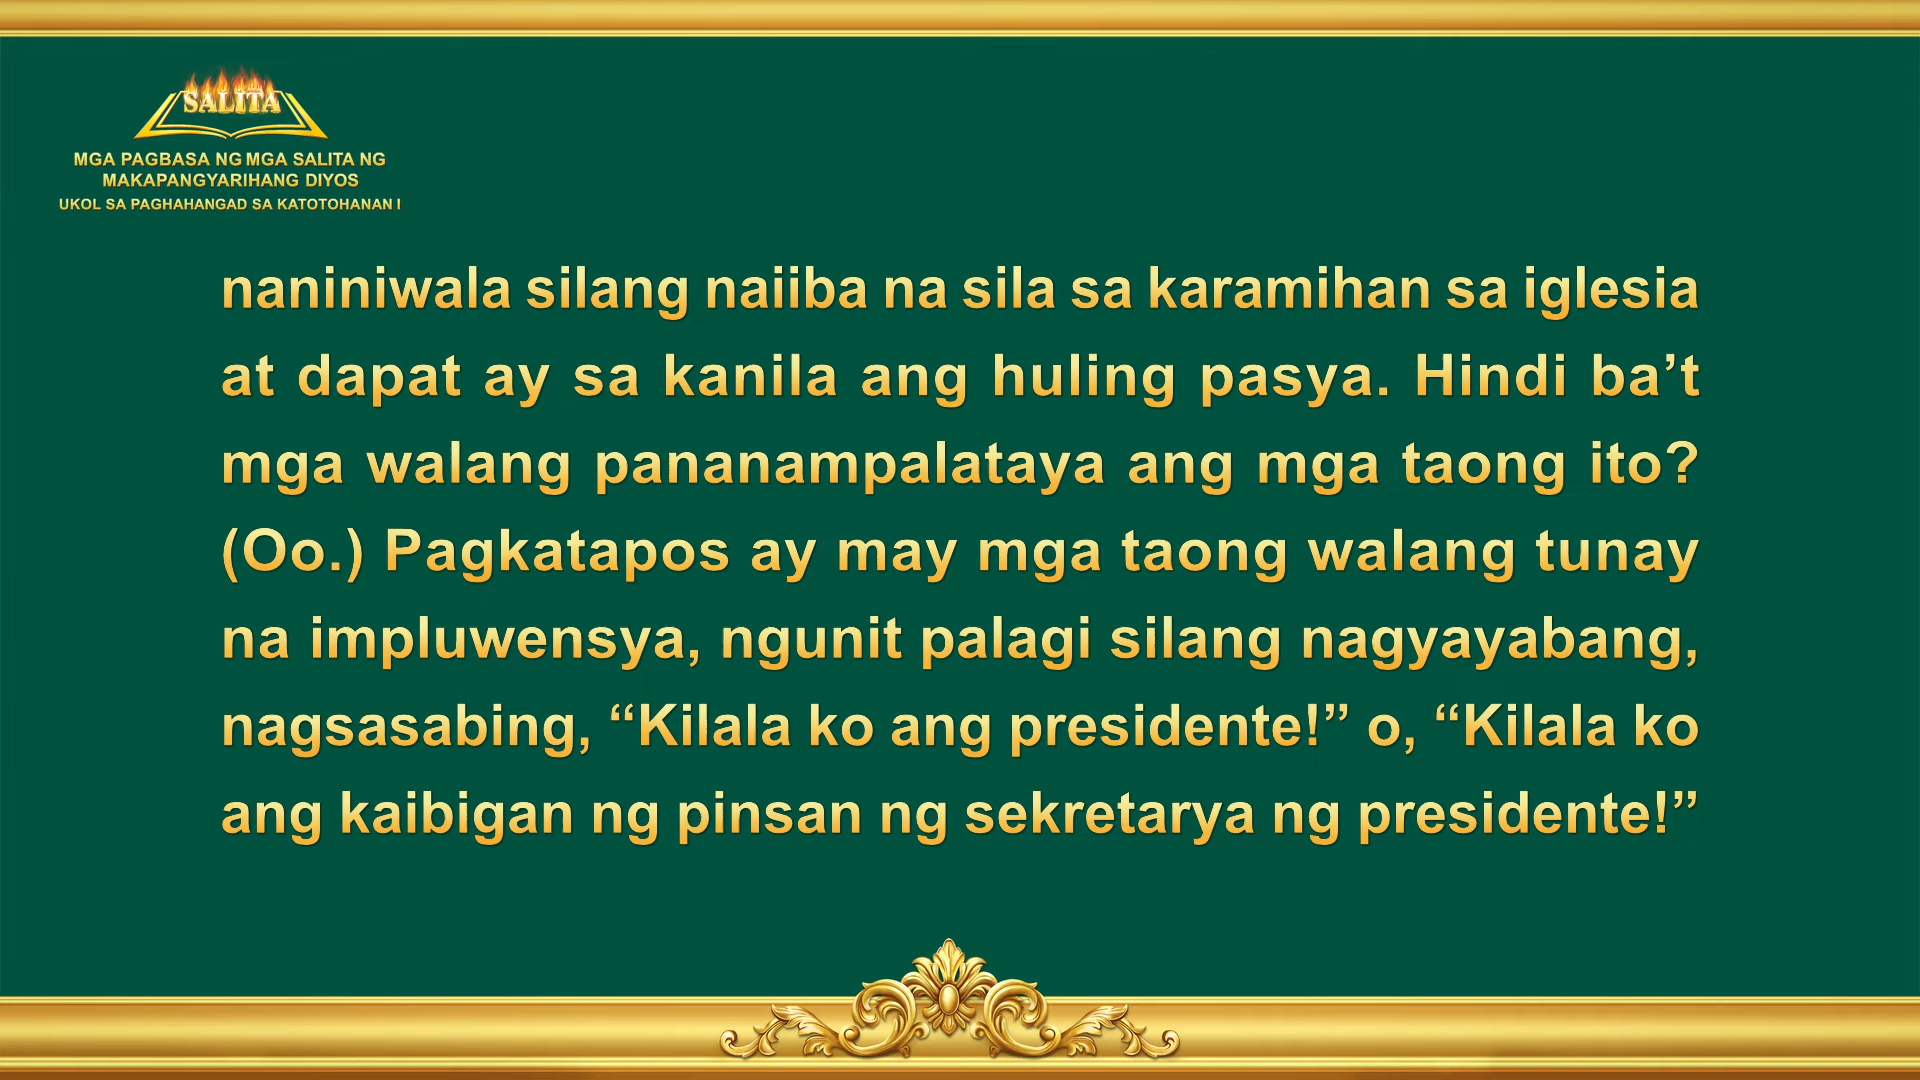 SALITA
MGA PAGBASA NG MGA SALITA NG
MAKAPANGYARIHANG DIYOS
UKOL SA PAGHAHANGAD SA KATOTOHANAN I
naniniwala silang naiiba na sila sa karamihan sa iglesia
at dapat ay sa kanila ang huling pasya. Hindi ba’t
mga walang pananampalataya ang mga taong ito?
(Oo.) Pagkatapos ay may mga taong walang tunay
na impluwensya, ngunit palagi silang nagyayabang,
nagsasabing, “Kilala ko ang presidente!” o, “Kilala ko
ang kaibigan ng pinsan ng sekretarya ng presidente!”